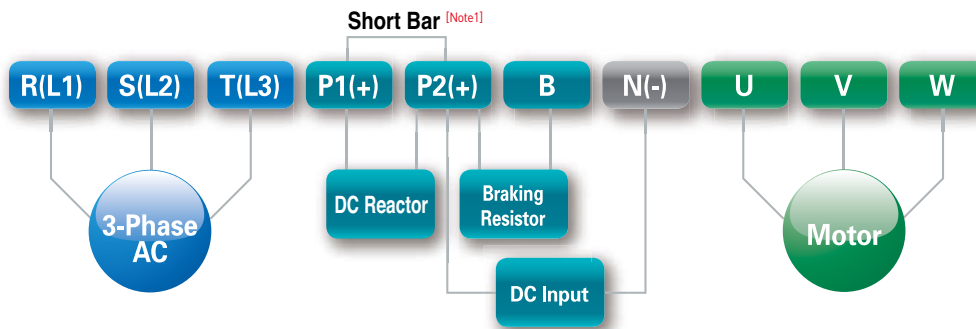 Short Bar [Note1]
R(L1) S(L2) T(L3) P1(+) P2(+) B N(-) U V W
DC Reactor
Braking
Resistor
3-Phase
AC
Motor
DC Input